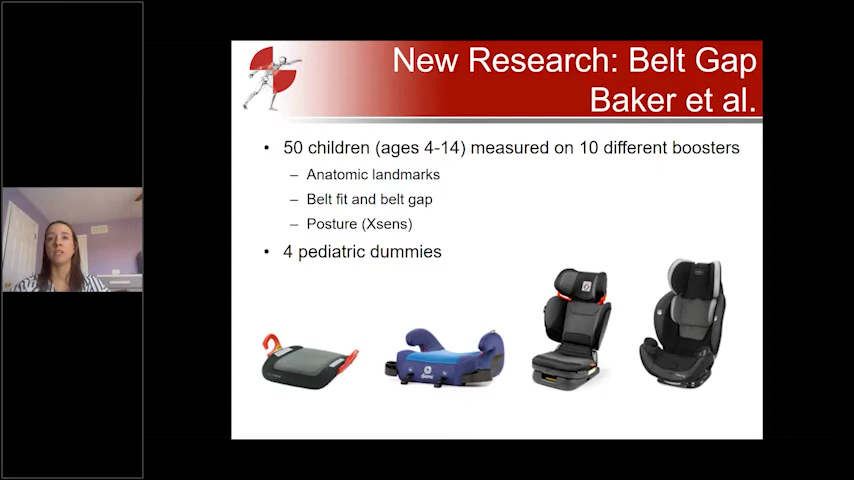 New Research: Belt Gap
Baker et al.
• 50 children (ages 4-14) measured on 10 different boosters
– Anatomic landmarks
– Belt fit and belt gap
– Posture (Xsens)
• 4 pediatric dummies
diono